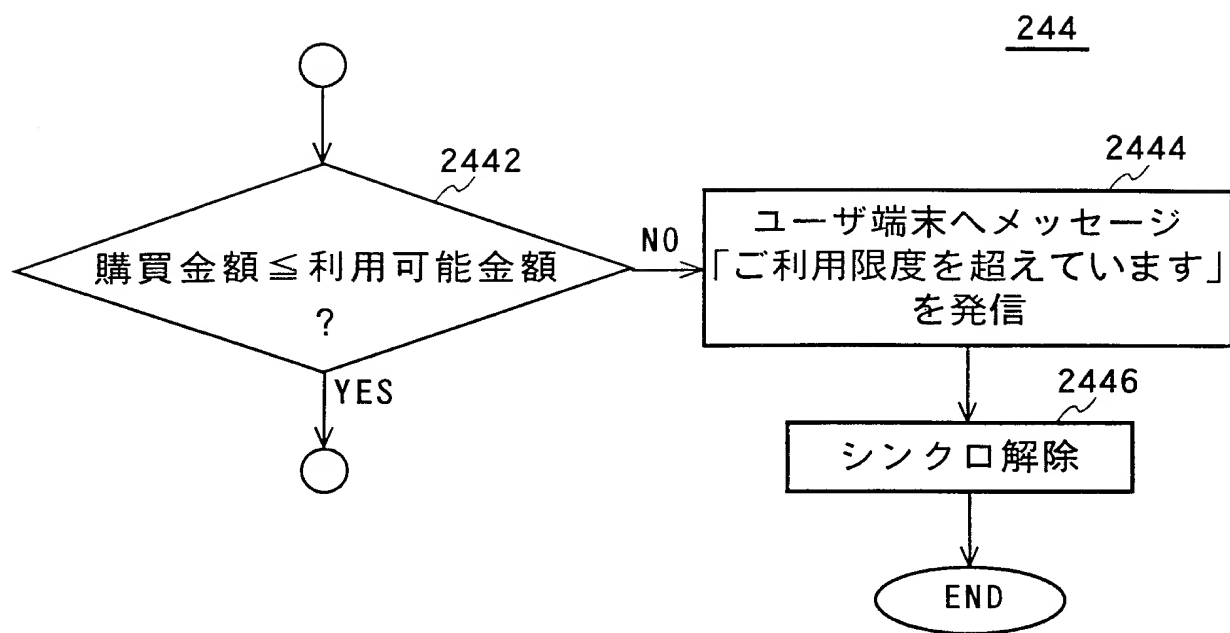 244
2442
購買金額≦利用可能金額
?
NO
YES
2444
ユーザ端末へメッセージ
「ご利用限度を超えています」
を発信
2446
シンクロ解除
END